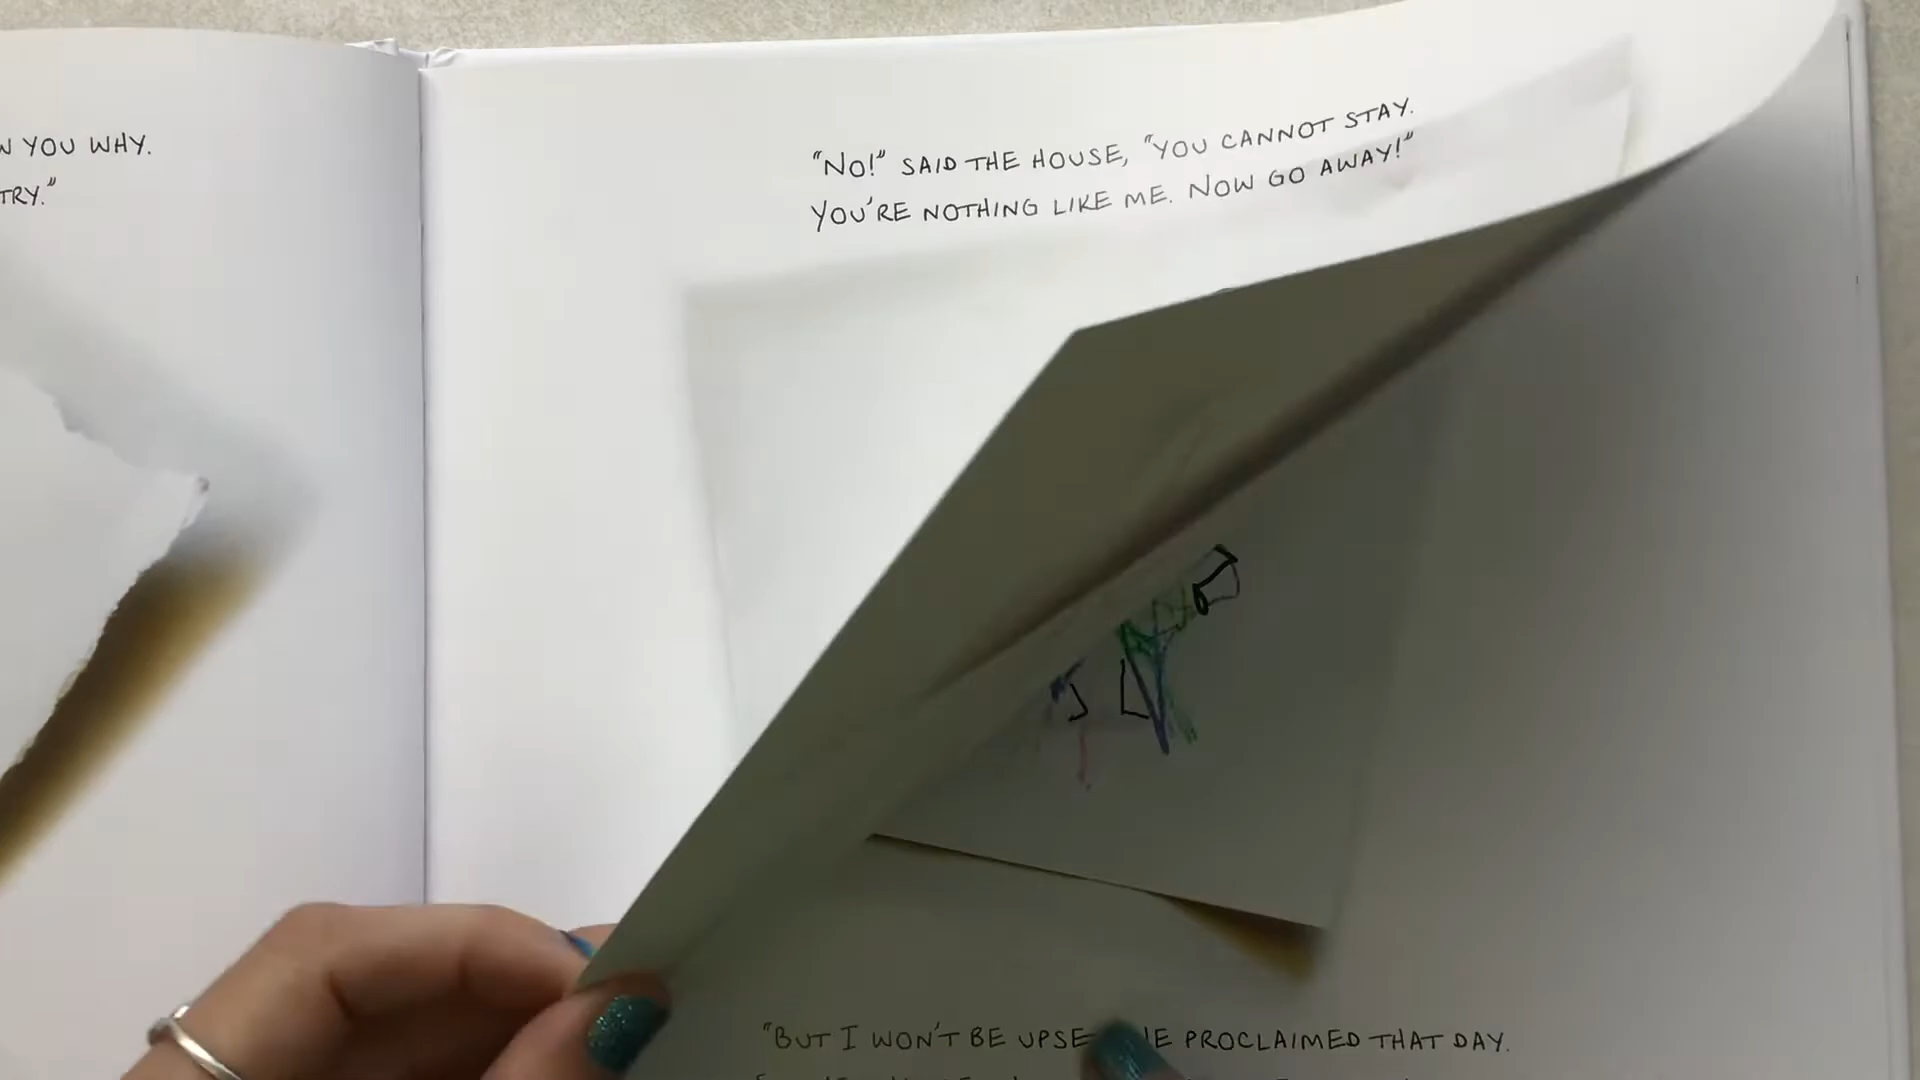 YOU WHY.
TRY."
"NO!" SAID THE HOUSE, "YOU CANNOT STAY.
YOU'RE NOTHING LIKE ME. NOW GO AWAY!"
"BUT I WON'T BE PROCLAIMED THAT DAY.